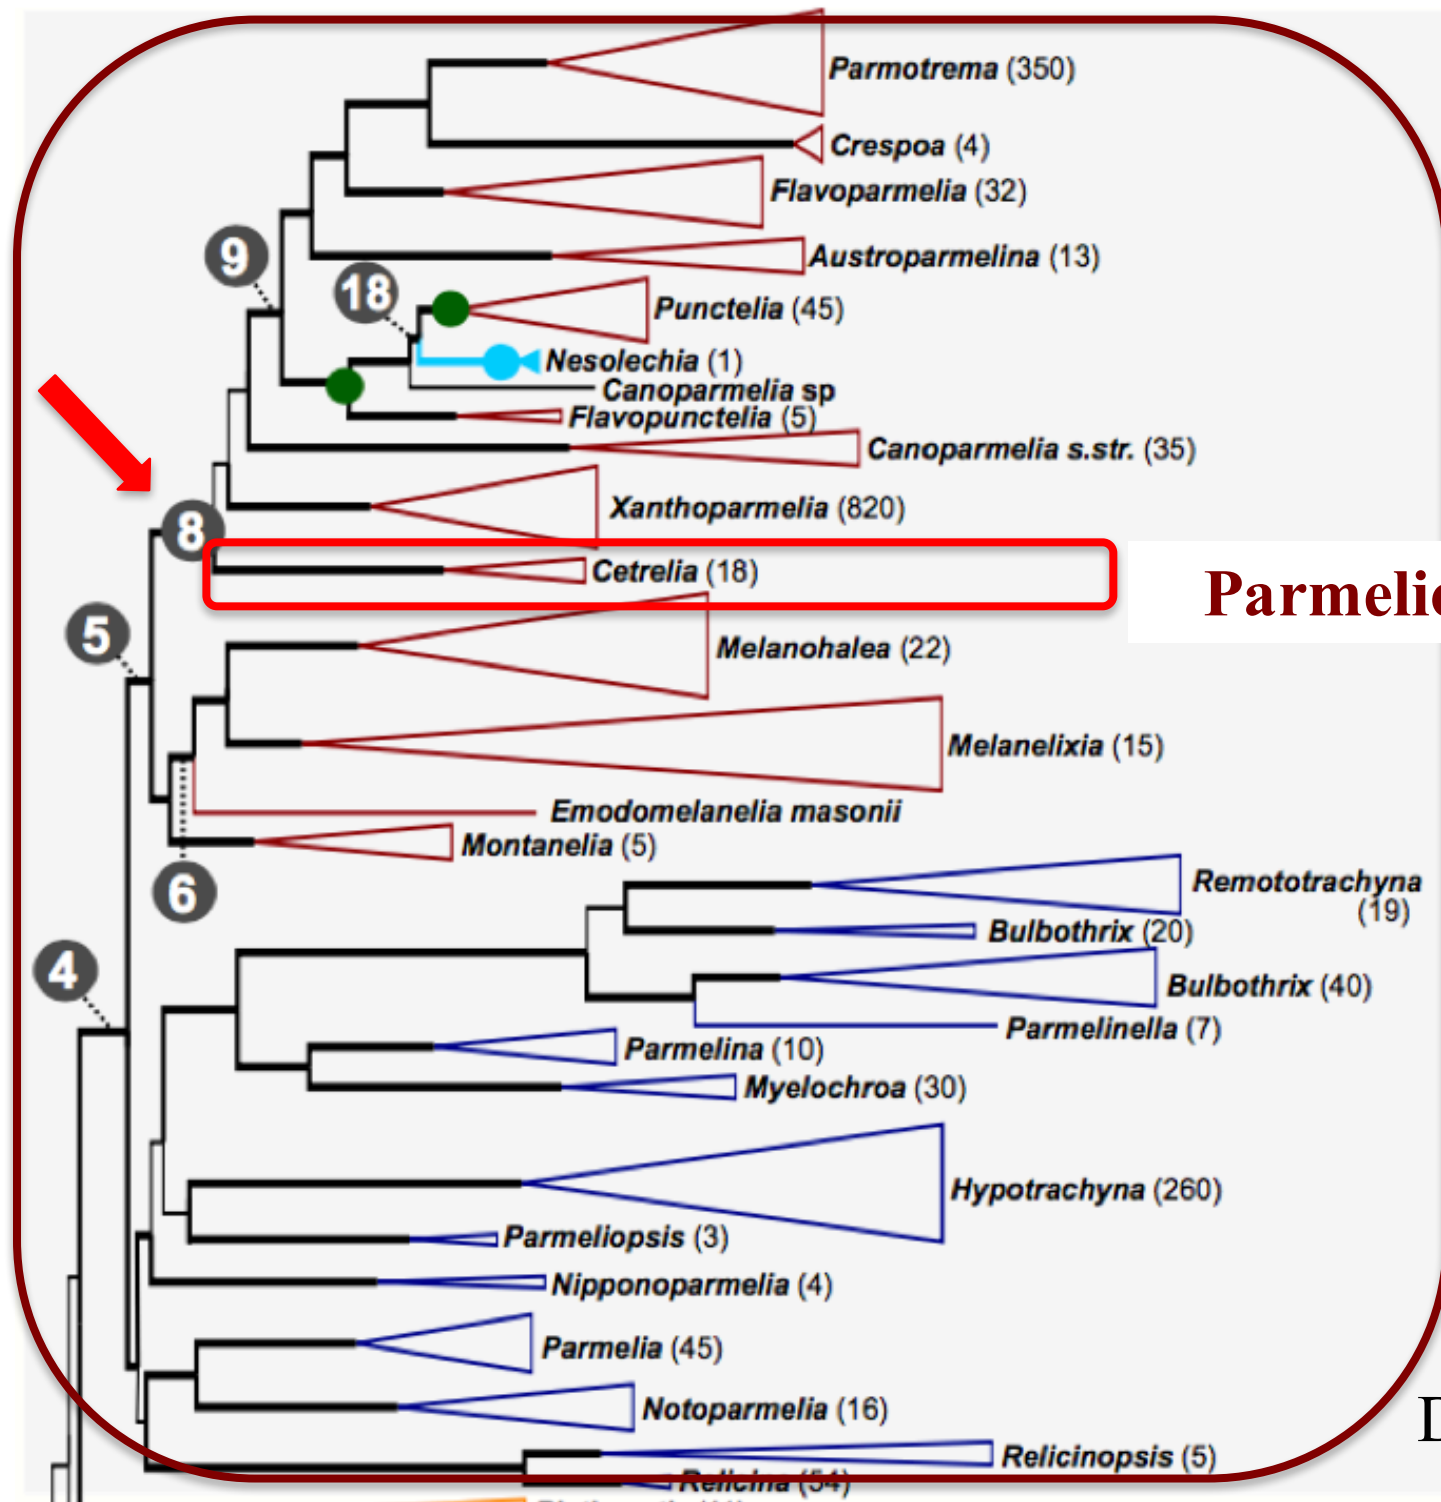 Parmotrema (350)
Crespoa (4)
Flavoparmelia (32)
9
Austroparmelina (13)
18
Punctelia (45)
Nesolechia (1)
Canoparmelia sp
Flavopunctelia (5)
Canoparmelia s.str. (35)
Xanthoparmelia (820)
8
Cetrelia (18)
5
Melanohalea (22)
Melanelixia (15)
Emodomelanelia masonii
Montanelia (5)
6
Remototrachyna
(19)
Bulbothrix (20)
4
Bulbothrix (40)
Parmelinella (7)
Parmelina (10)
Myelochroa (30)
Hypotrachyna (260)
Parmeliopsis (3)
Nipponoparmelia (4)
Parmelia (45)
Notoparmelia (16)
Relicinopsis (5)
Relicina (54)